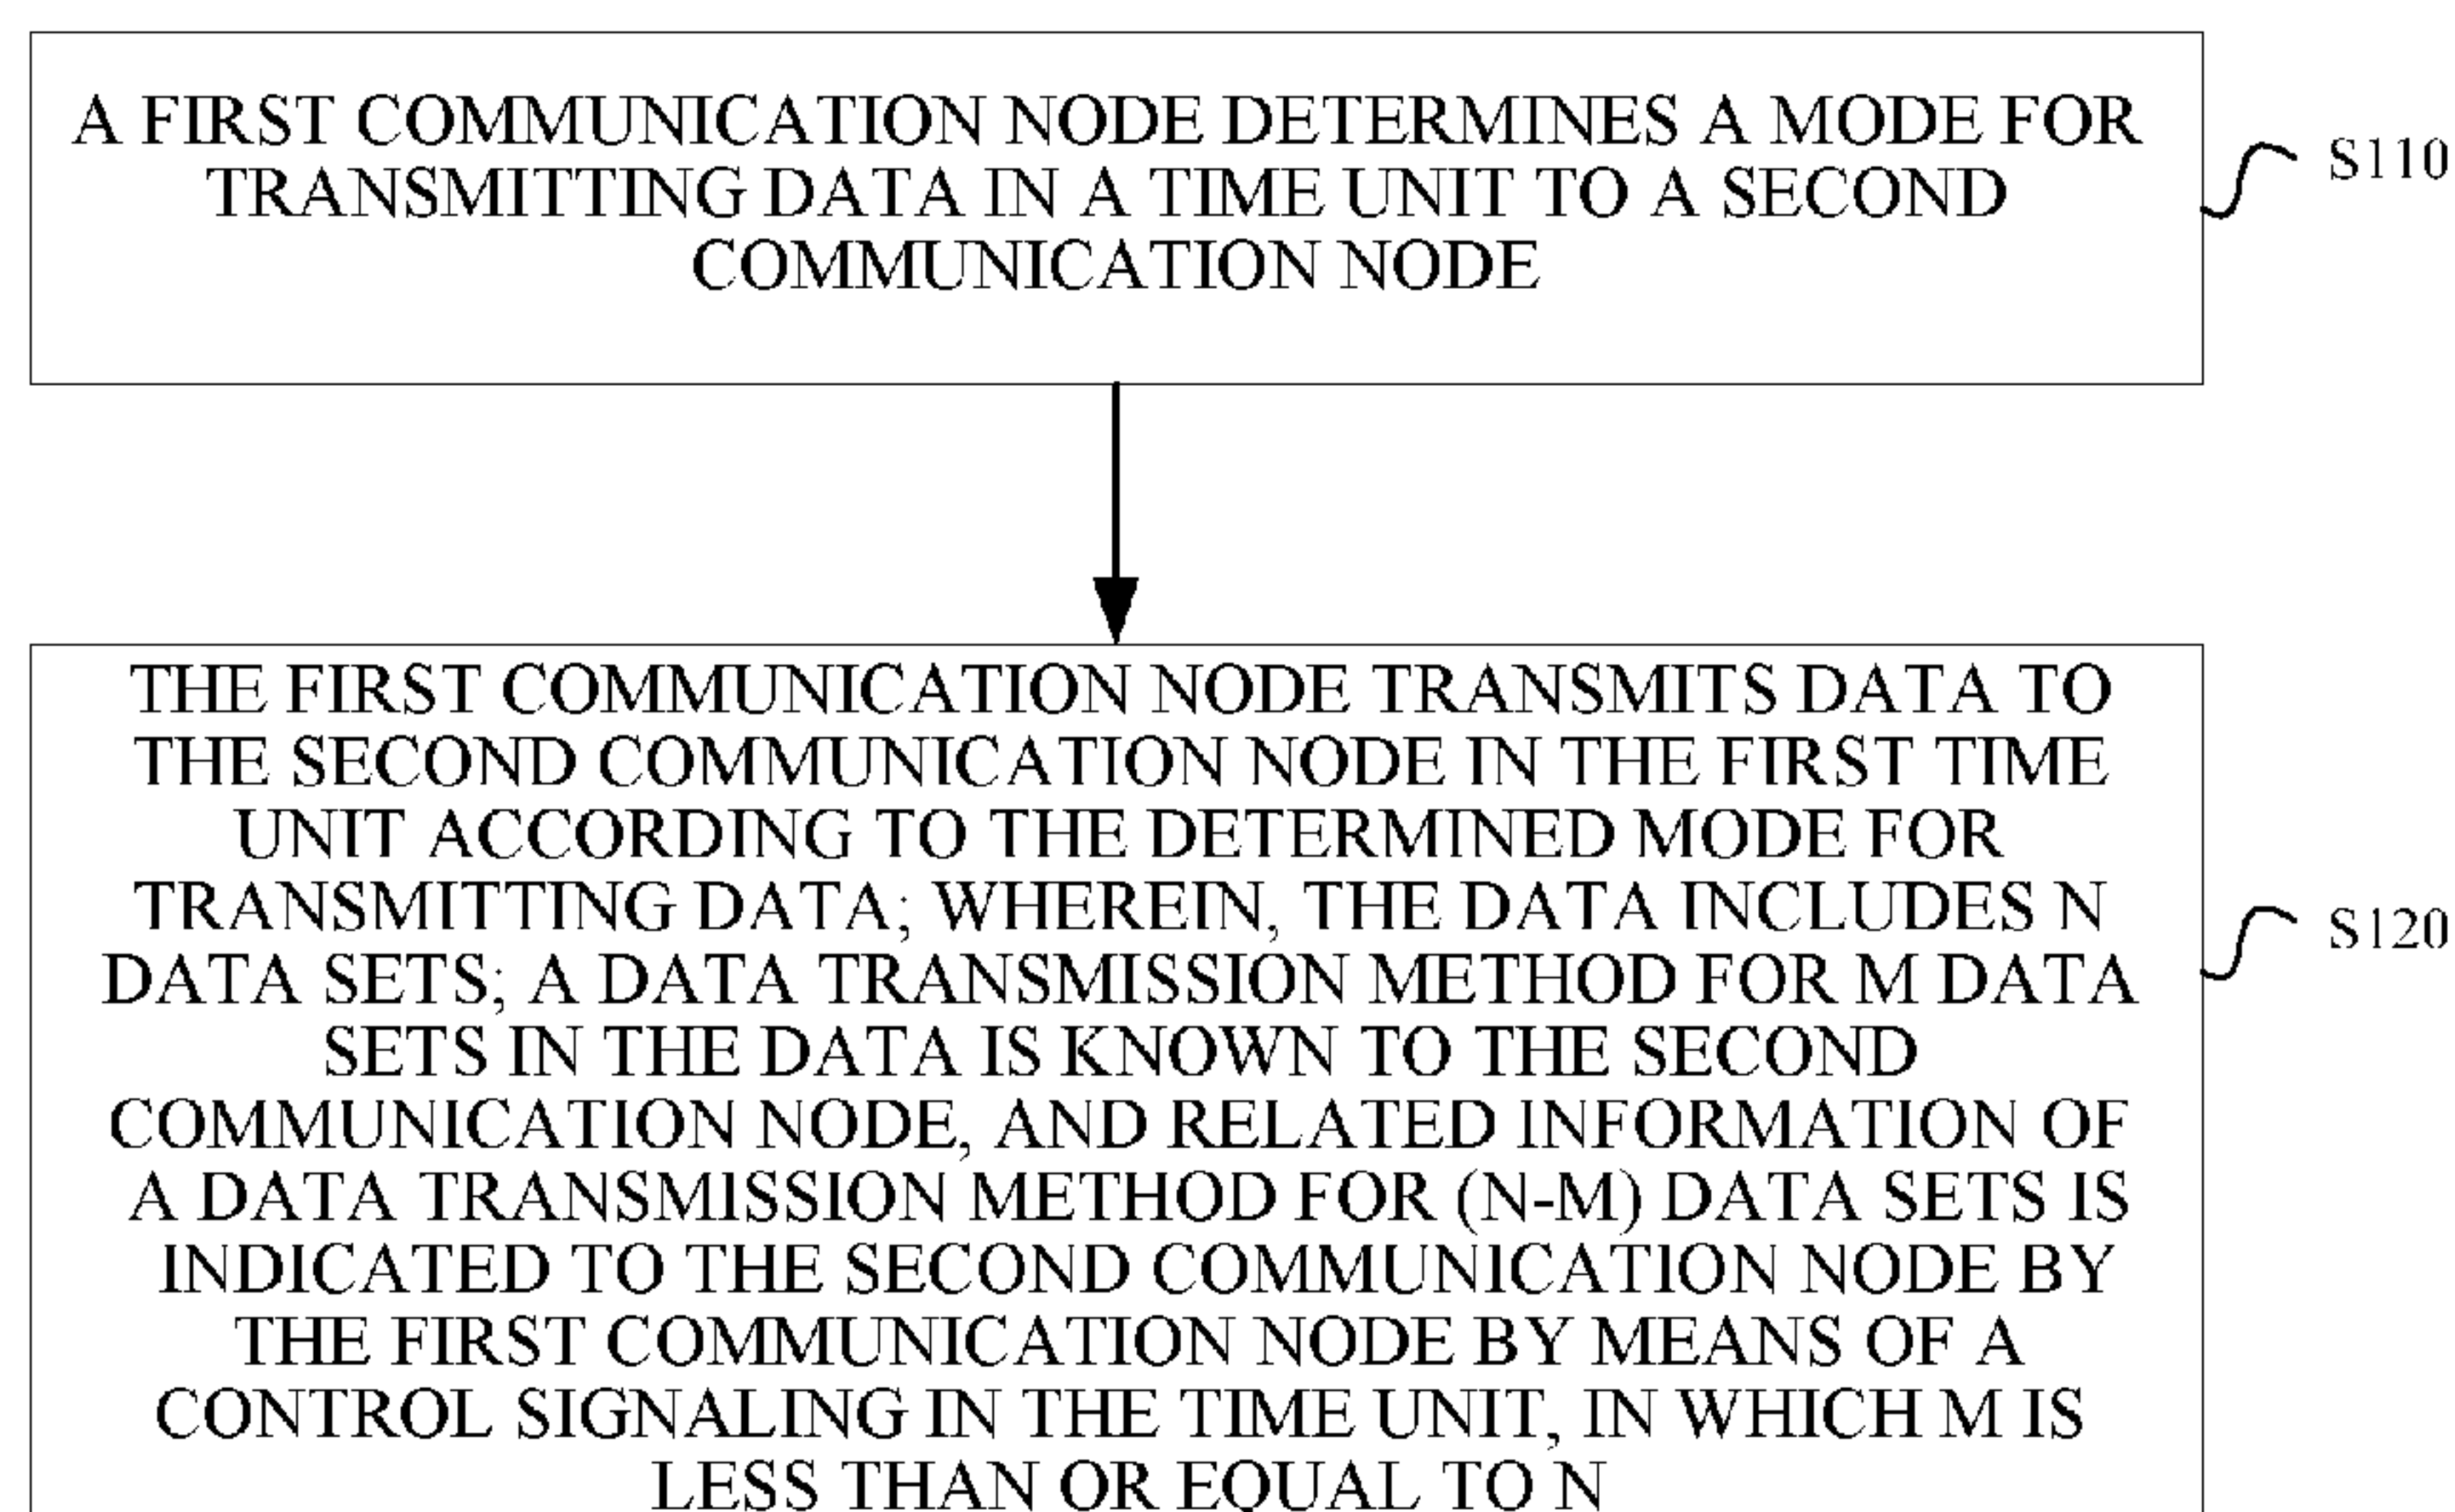 A FIRST COMMUNICATION NODE DETERMINES A MODE FOR
TRANSMITTING DATA IN A TIME UNIT TO A SECOND
COMMUNICATION NODE
S110
THE FIRST COMMUNICATION NODE TRANSMITS DATA TO
THE SECOND COMMUNICATION NODE IN THE FIRST TIME
UNIT ACCORDING TO THE DETERMINED MODE FOR
TRANSMITTING DATA; WHEREIN, THE DATA INCLUDES N
DATA SETS; A DATA TRANSMISSION METHOD FOR M DATA
SETS IN THE DATA IS KNOWN TO THE SECOND
COMMUNICATION NODE, AND RELATED INFORMATION OF
A DATA TRANSMISSION METHOD FOR (N-M) DATA SETS IS
INDICATED TO THE SECOND COMMUNICATION NODE BY
THE FIRST COMMUNICATION NODE BY MEANS OF A
CONTROL SIGNALING IN THE TIME UNIT, IN WHICH M IS
LESS THAN OR EQUAL TO N
S120